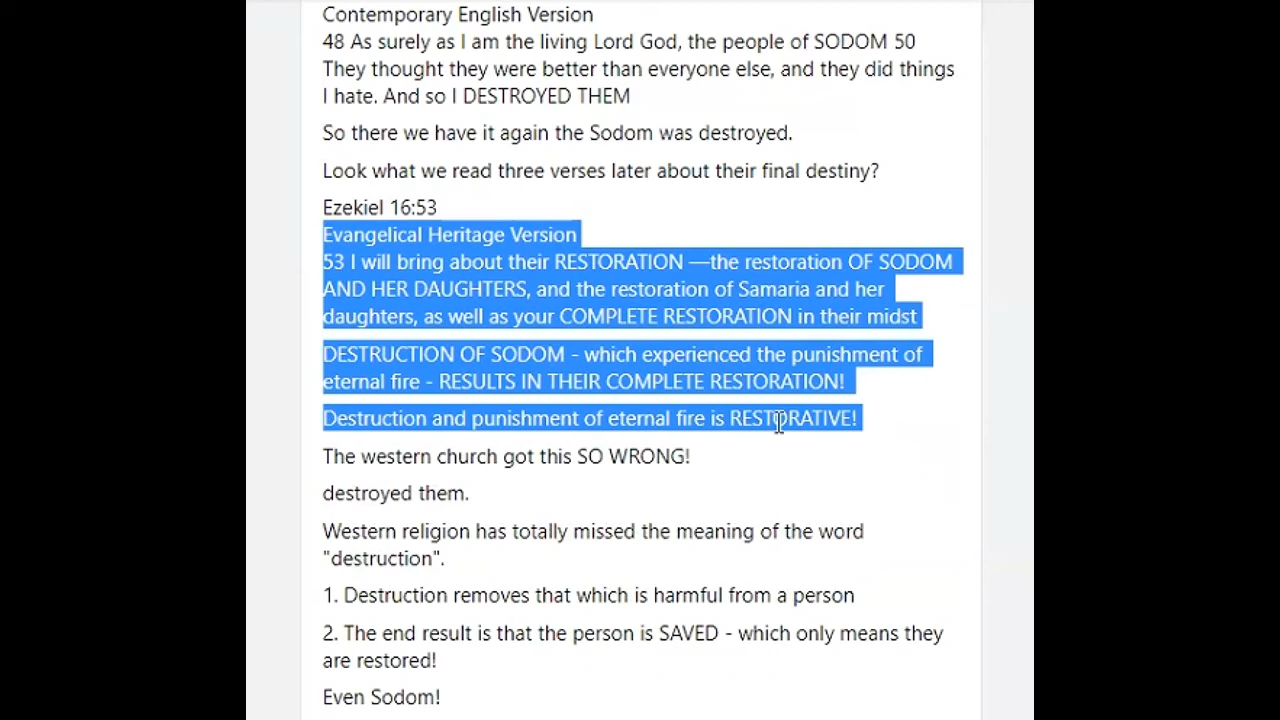 Contemporary English Version
48 As surely as I am the living Lord God, the people of SODOM 50
They thought they were better than everyone else, and they did things
I hate. And so I DESTROYED THEM
So there we have it again the Sodom was destroyed.
Look what we read three verses later about their final destiny?
Ezekiel 16:53
Evangelical Heritage Version
53 I will bring about their RESTORATION —the restoration OF SODOM
AND HER DAUGHTERS, and the restoration of Samaria and her
daughters, as well as your COMPLETE RESTORATION in their midst
DESTRUCTION OF SODOM - which experienced the punishment of
eternal fire - RESULTS IN THEIR COMPLETE RESTORATION!
Destruction and punishment of eternal fire is RESTORATIVE!
The western church got this SO WRONG!
destroyed them.
Western religion has totally missed the meaning of the word
"destruction".
1. Destruction removes that which is harmful from a person
2. The end result is that the person is SAVED - which only means they
are restored!
Even Sodom!